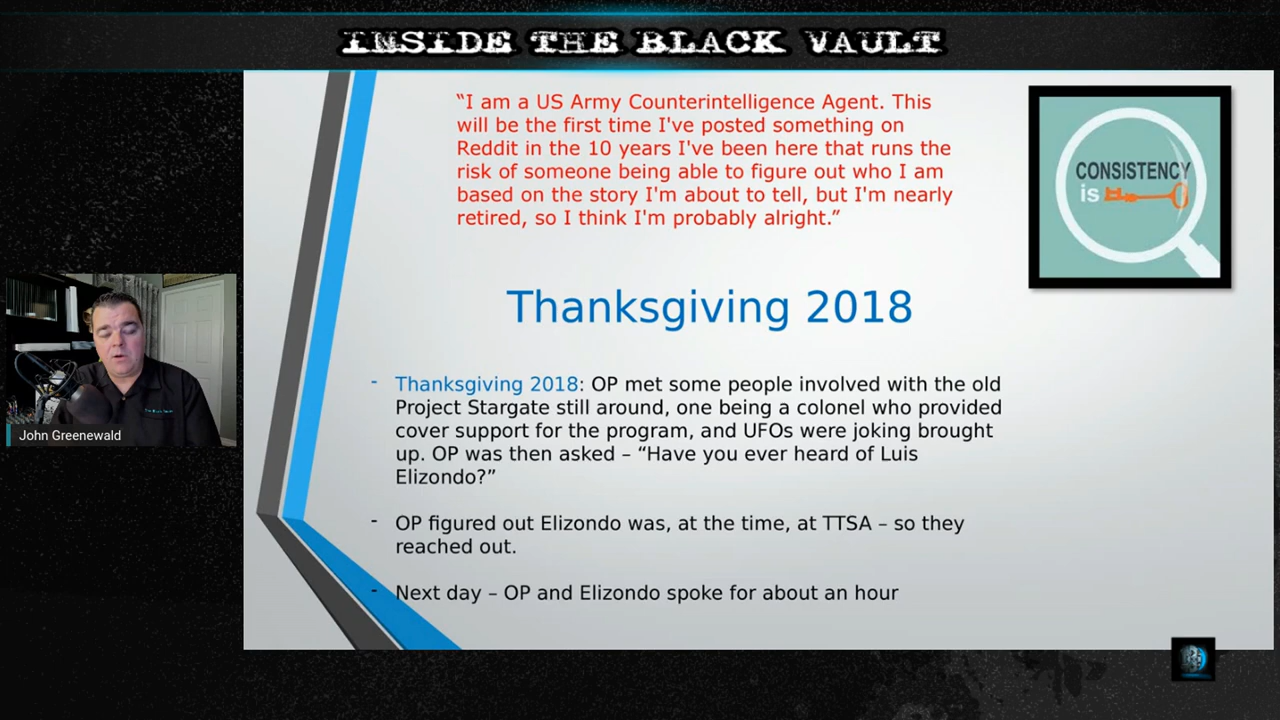 INSIDE THE BLACK VAULT
“I am a US Army Counterintelligence Agent. This
will be the first time I've posted something on
Reddit in the 10 years I've been here that runs the
risk of someone being able to figure out who I am
based on the story I'm about to tell, but I'm nearly
retired, so I think I'm probably alright.”
CONSISTENCY
is
Thanksgiving 2018
- Thanksgiving 2018: OP met some people involved with the old
Project Stargate still around, one being a colonel who provided
cover support for the program, and UFOs were joking brought
up. OP was then asked – “Have you ever heard of Luis
Elizondo?”
- OP figured out Elizondo was, at the time, at TTSA – so they
reached out.
- Next day – OP and Elizondo spoke for about an hour
John Greenewald